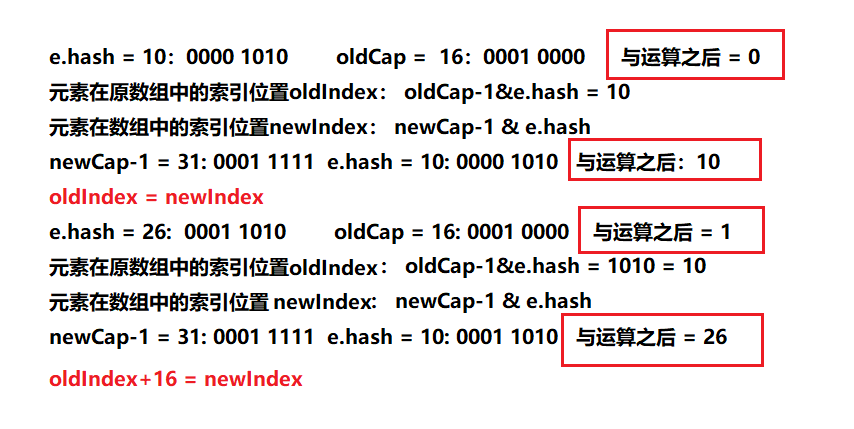 e.hash = 10：0000 1010 oldCap = 16：0001 0000 与运算之后 = 0
元素在原数组中的索引位置oldIndex： oldCap-1&e.hash = 10
元素在数组中的索引位置newIndex： newCap-1 & e.hash
newCap-1 = 31: 0001 1111 e.hash = 10: 0000 1010 与运算之后：10
oldIndex = newIndex
e.hash = 26: 0001 1010 oldCap = 16: 0001 0000 与运算之后 = 1
元素在原数组中的索引位置oldIndex： oldCap-1&e.hash = 1010 = 10
元素在数组中的索引位置 newIndex: newCap-1 & e.hash
newCap-1 = 31: 0001 1111 e.hash = 10: 0001 1010 与运算之后 = 26
oldIndex+16 = newIndex